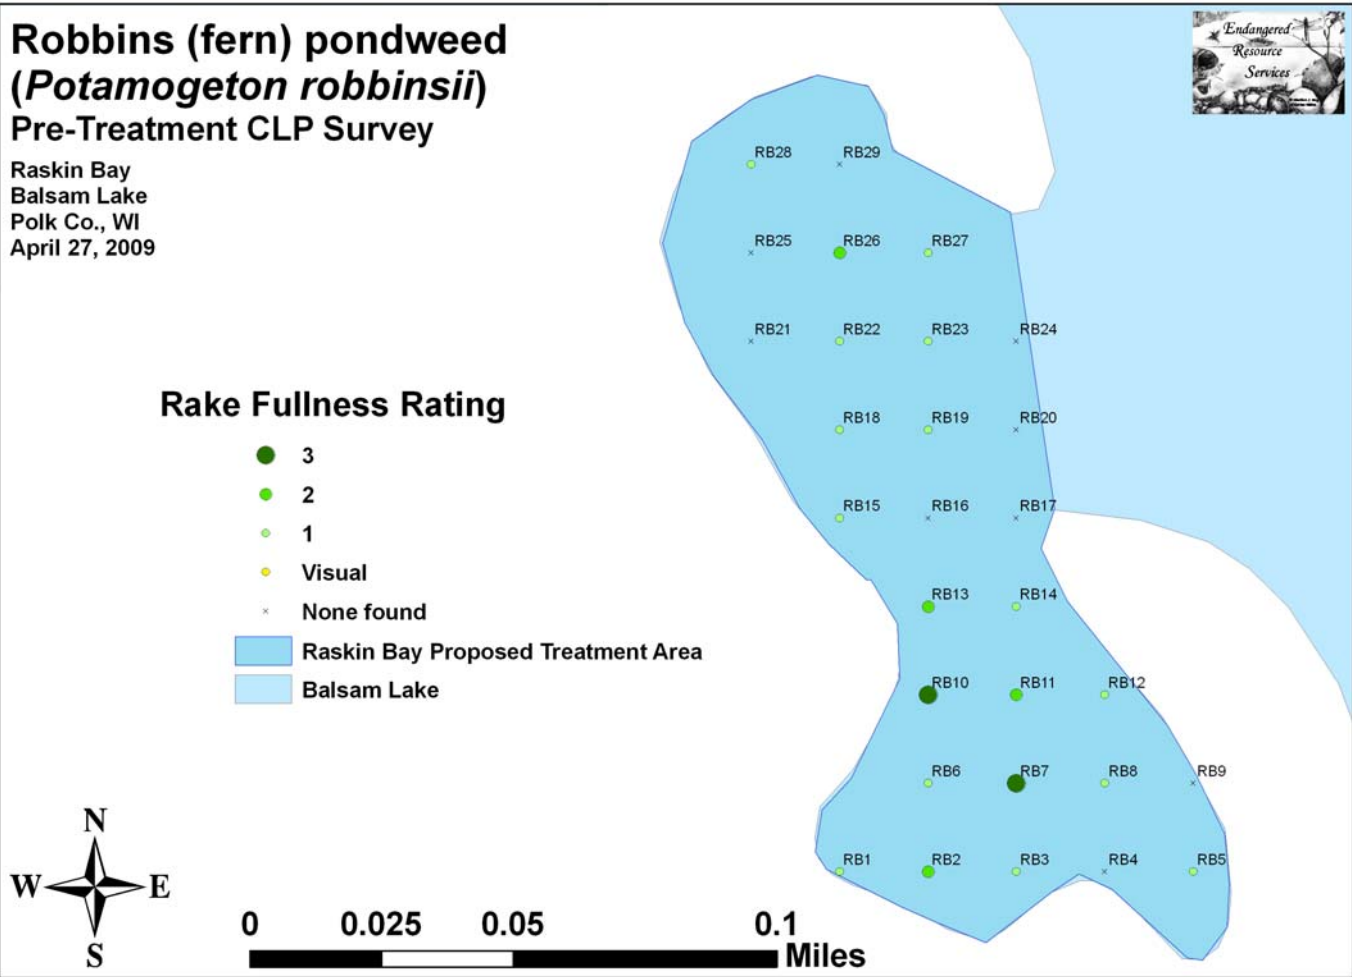 Robbins (fern) pondweed
(Potamogeton robbinsii)
Pre-Treatment CLP Survey
Raskin Bay
Balsam Lake
Polk Co., WI
April 27, 2009
Endangered
Resource
Services
RB28 RB29
RB25 RB26 RB27
RB21 RB22 RB23 RB24
RB18 RB19 RB20
RB15 RB16 RB17
RB13 RB14
RB10 RB11 RB12
RB6 RB7 RB8 RB9
RB1 RB2 RB3 RB4 RB5
Rake Fullness Rating
3
2
1
Visual
None found
Raskin Bay Proposed Treatment Area
Balsam Lake
N
W E
S
0 0.025 0.05 0.1
Miles